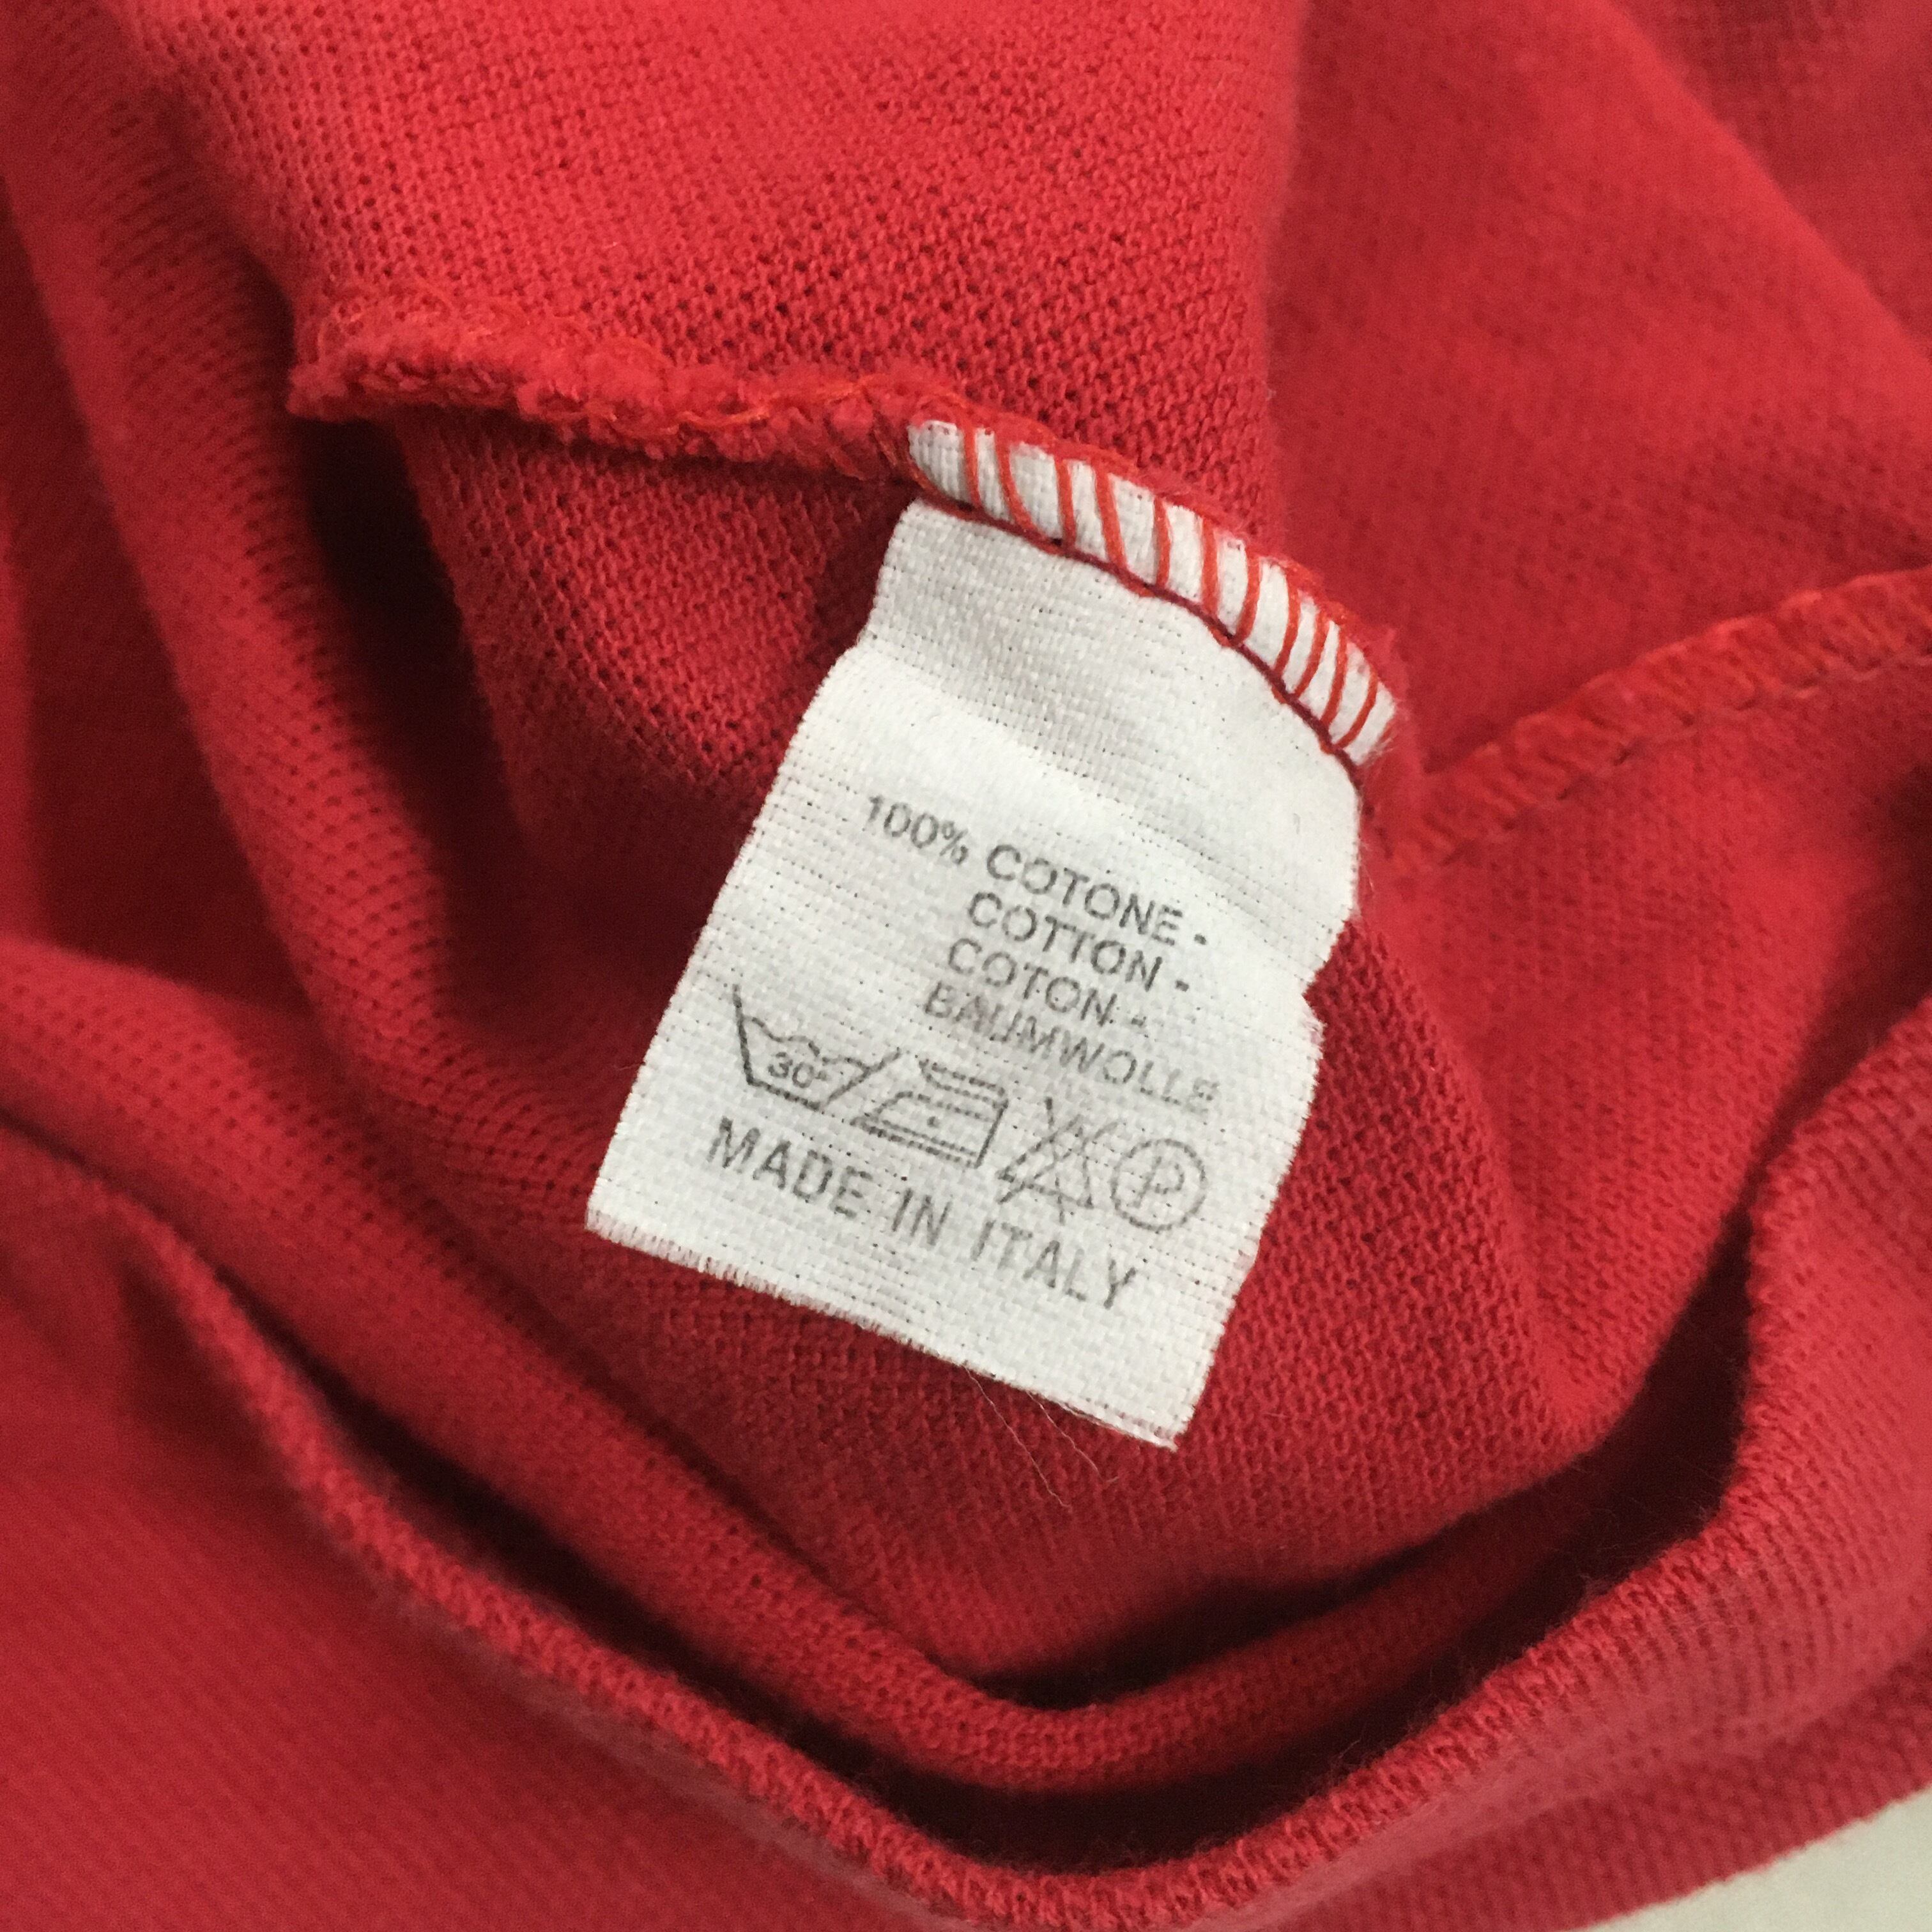 100% COTONE -
COTTON -
COTON -
BAUMWOLLE
30° P
MADE IN ITALY